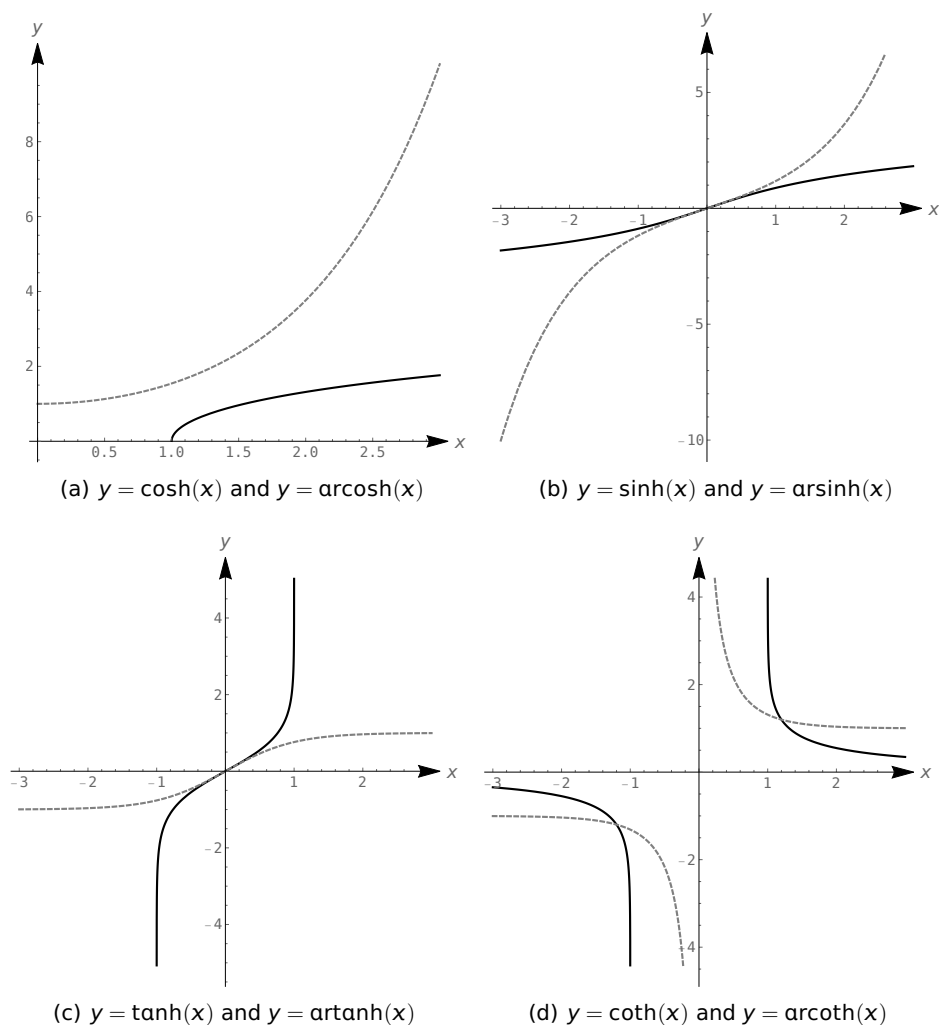 y
8
6
4
2
0.5 1.0 1.5 2.0 2.5 x
(a) y = cosh(x) and y = arcosh(x)
y
5
-3 -2 -1 1 2 x
-5
-10
(b) y = sinh(x) and y = arsinh(x)
y
4
2
-3 -2 -1 1 2 x
-2
-4
(c) y = tanh(x) and y = artanh(x)
y
4
2
-3 -2 -1 1 2 x
-2
-4
(d) y = coth(x) and y = arcoth(x)